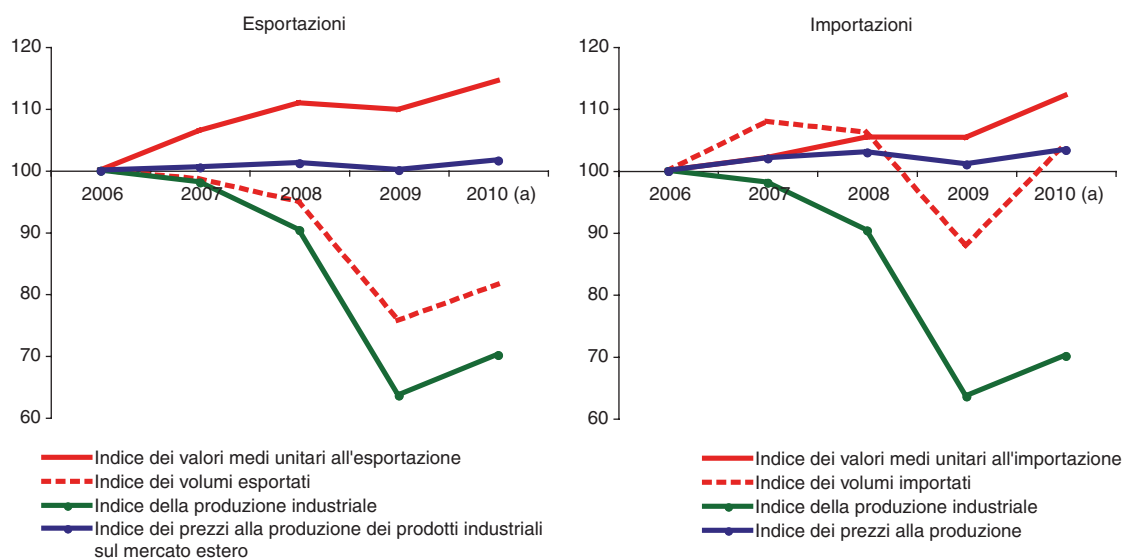 Esportazioni
120
110
100
90
80
70
60
2006 2007 2008 2009 2010 (a)
Indice dei valori medi unitari all'esportazione
Indice dei volumi esportati
Indice della produzione industriale
Indice dei prezzi alla produzione dei prodotti industriali
sul mercato estero
Importazioni
120
110
100
90
80
70
60
2006 2007 2008 2009 2010 (a)
Indice dei valori medi unitari all'importazione
Indice dei volumi importati
Indice della produzione industriale
Indice dei prezzi alla produzione